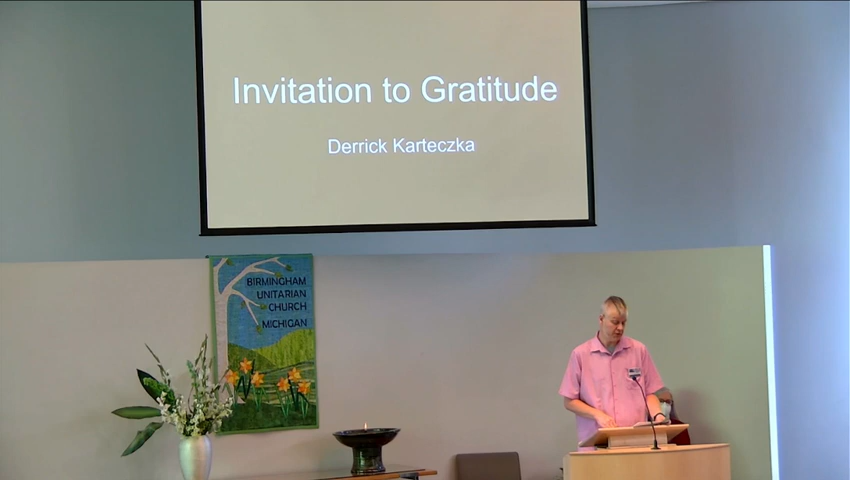 Invitation to Gratitude
Derrick Karteczka
BIRMINGHAM
UNITARIAN
CHURCH
MICHIGAN